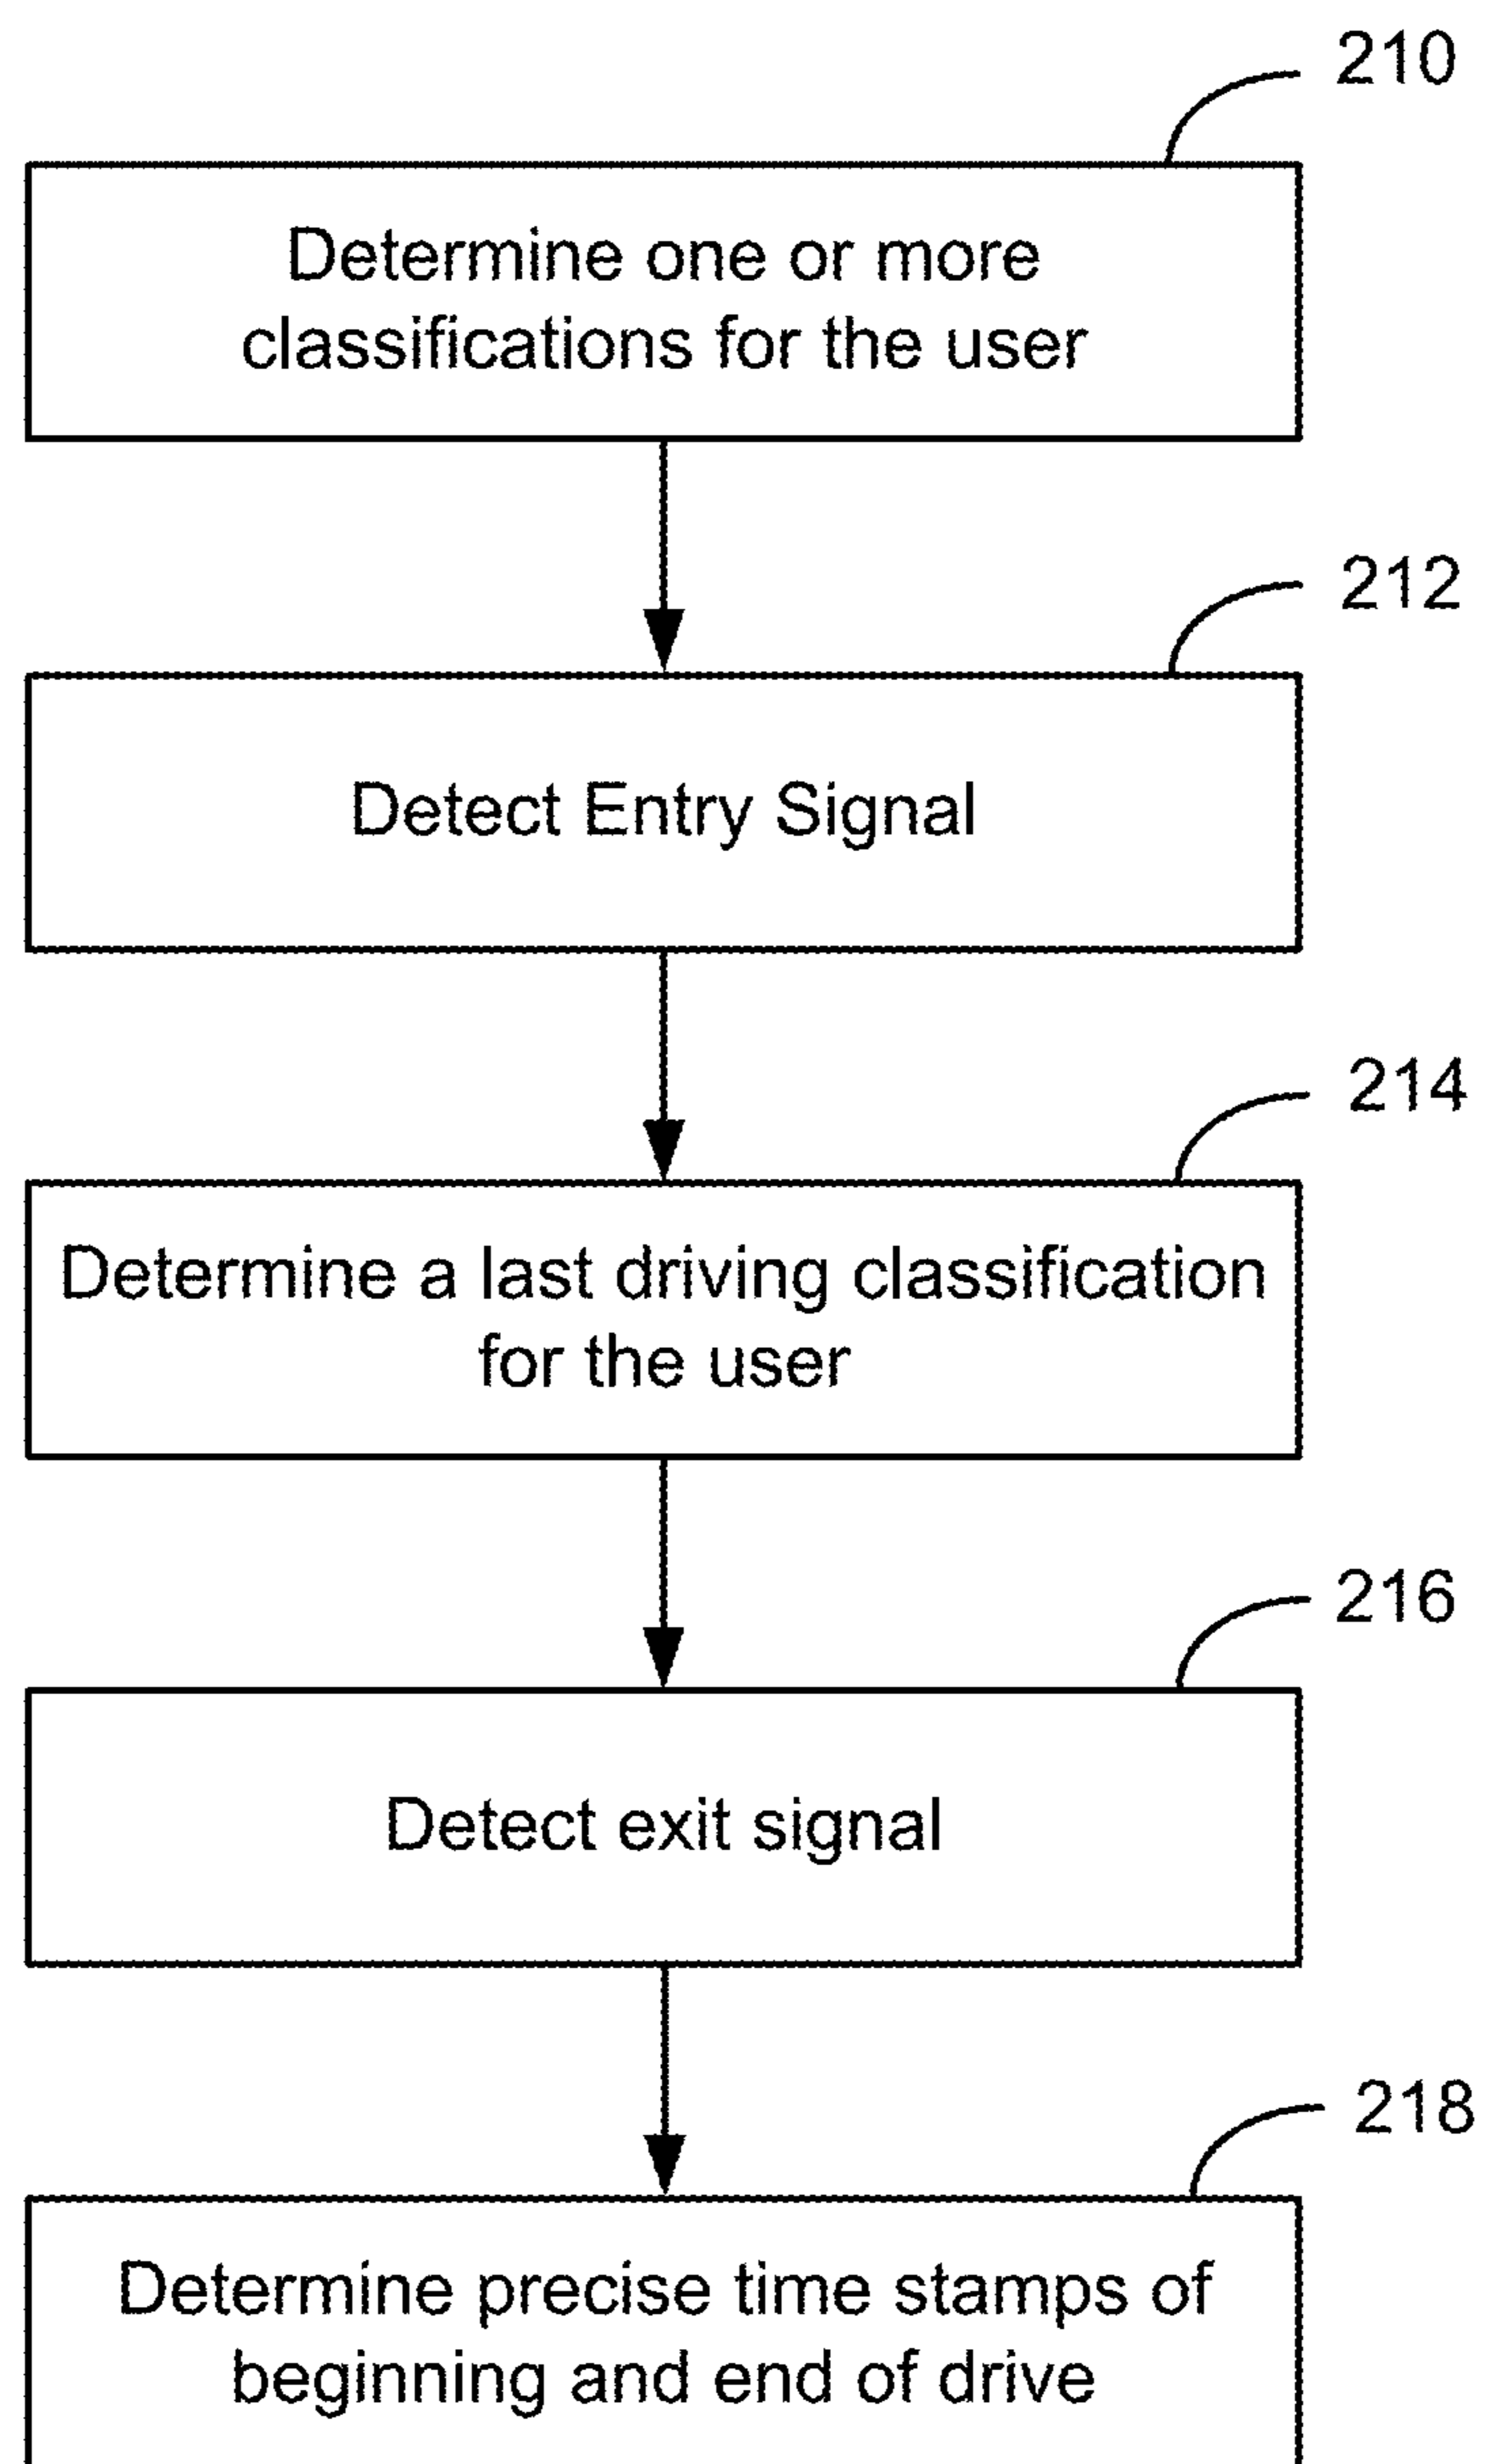 210
Determine one or more
classifications for the user
212
Detect Entry Signal
214
Determine a last driving classification
for the user
216
Detect exit signal
218
Determine precise time stamps of
beginning and end of drive